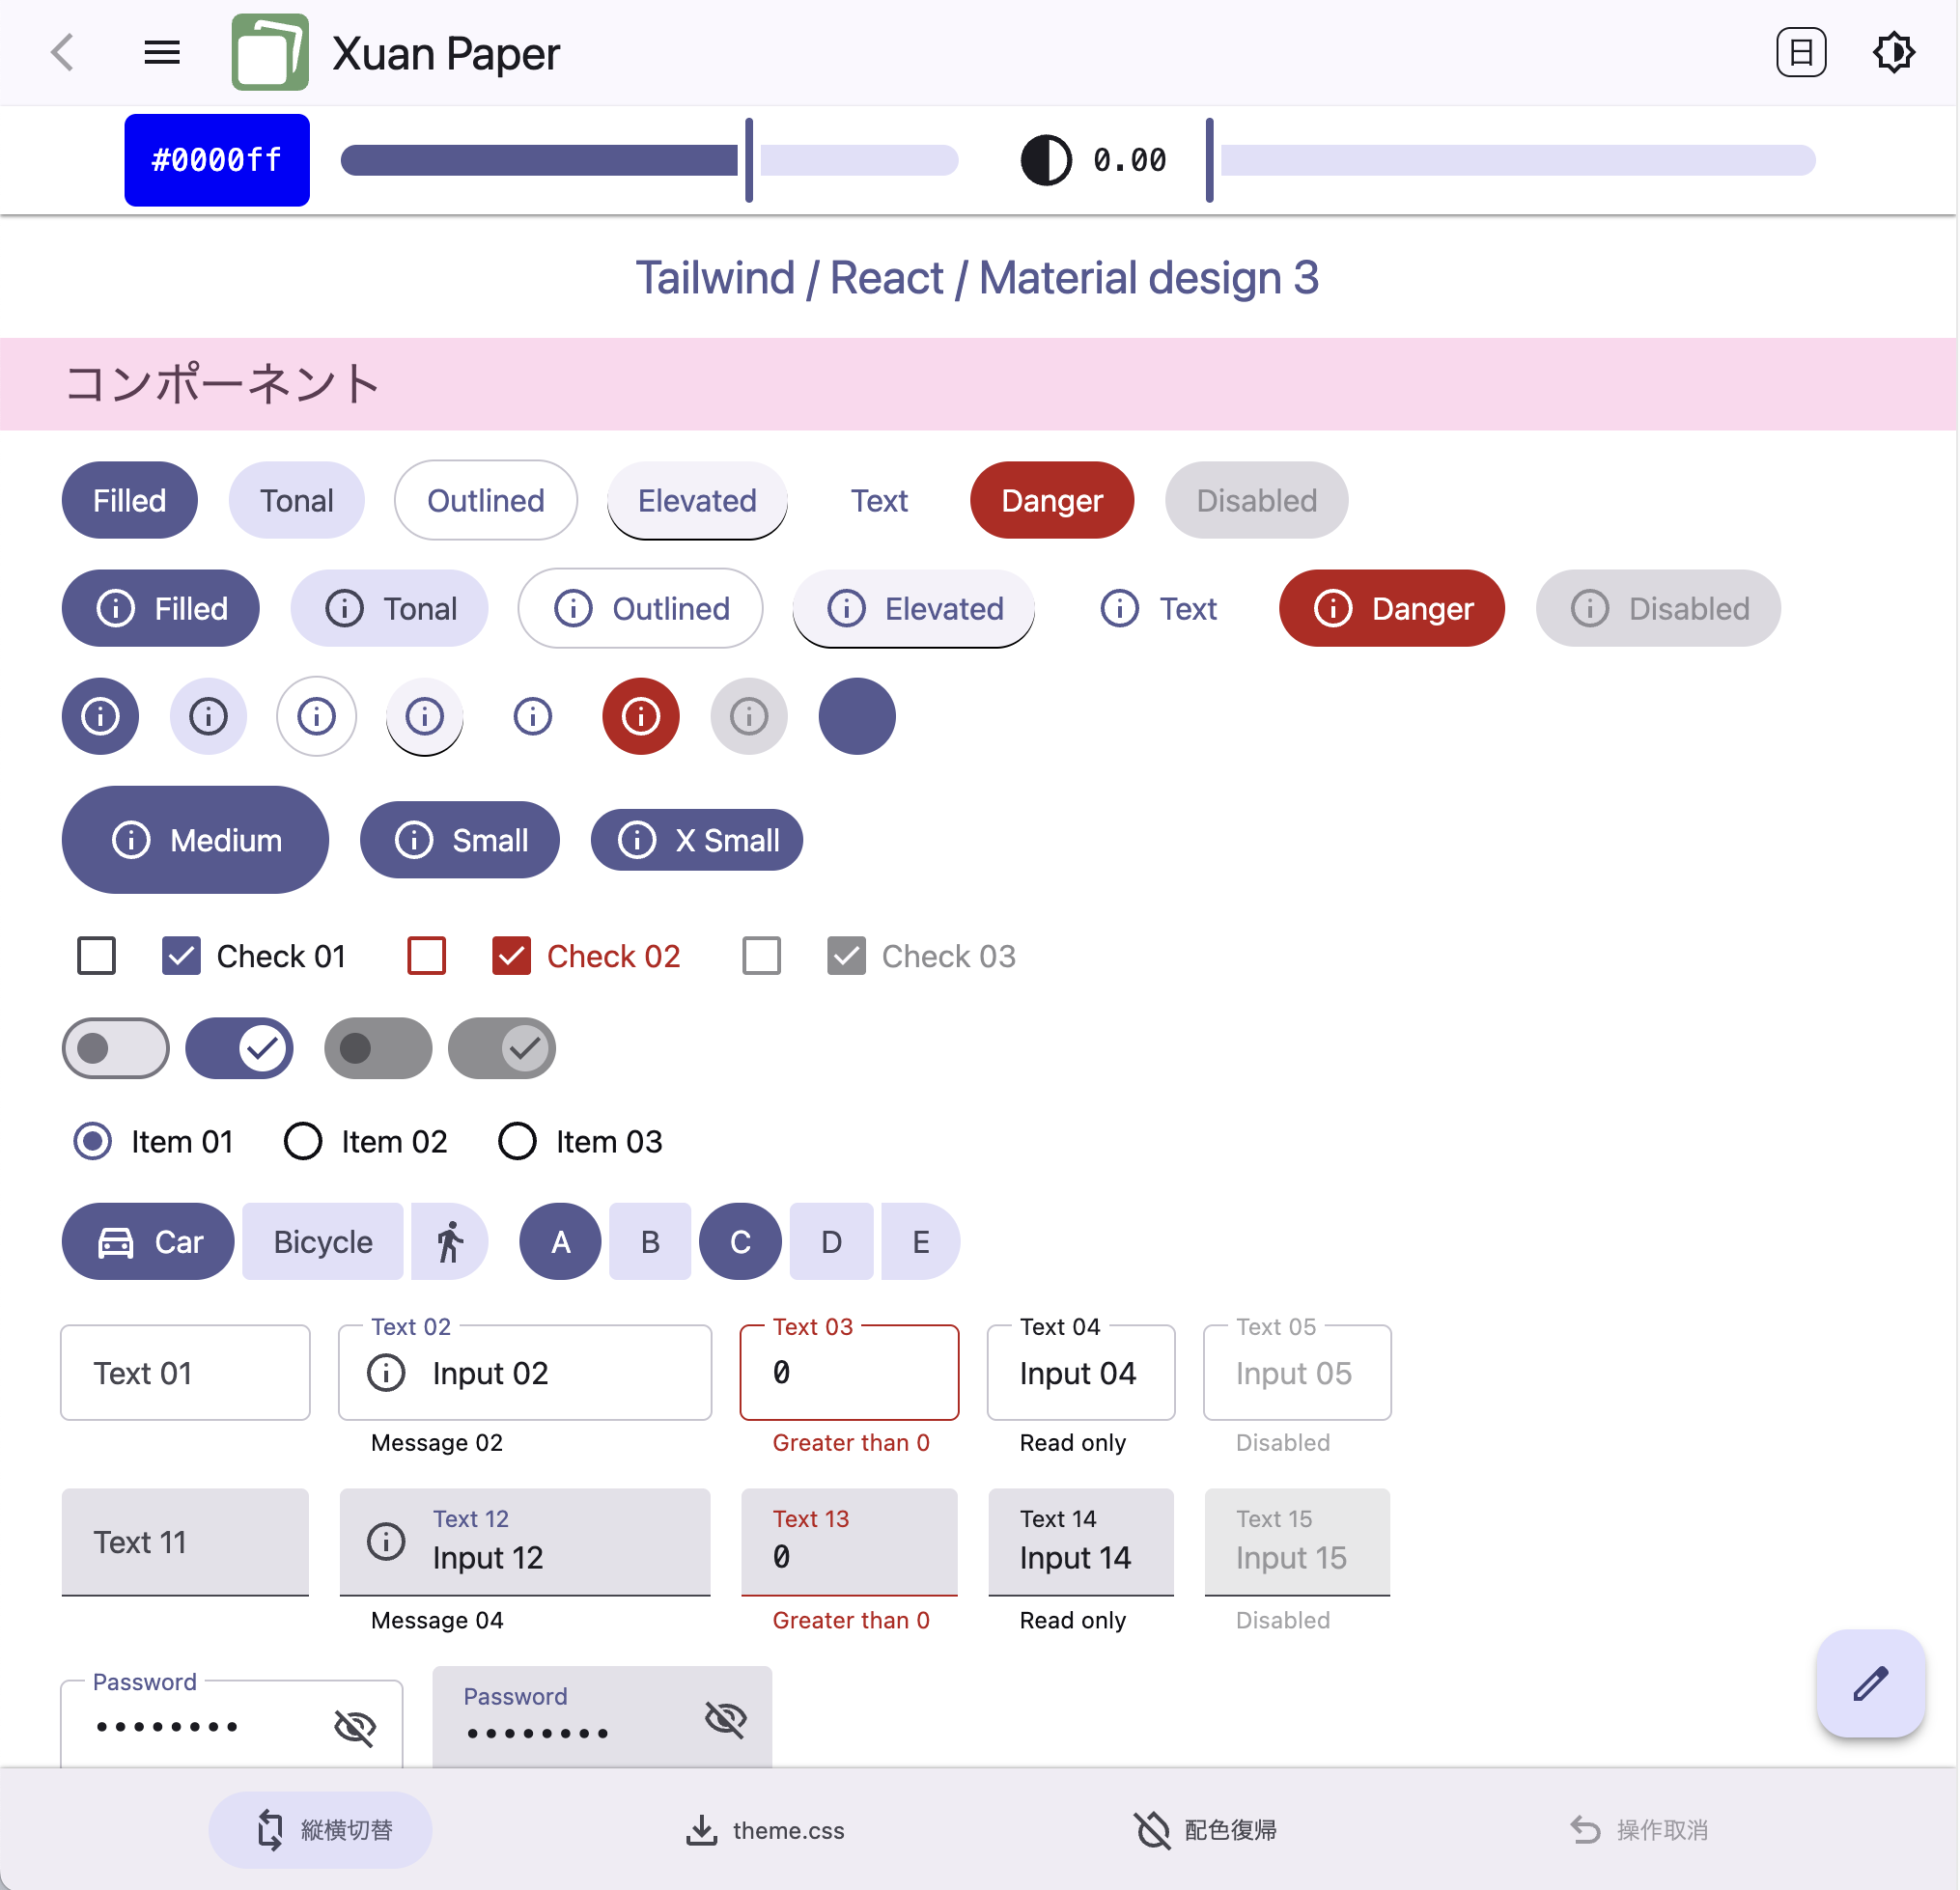 Xuan Paper
日
#0000ff
0.00
Tailwind / React / Material design 3
コンポーネント
Filled Tonal Outlined Elevated Text Danger Disabled
Filled Tonal Outlined Elevated Text Danger Disabled
Medium Small X Small
Check 01 Check 02 Check 03
Item 01 Item 02 Item 03
Car Bicycle A B C D E
Text 02 Text 03 Text 04 Text 05
Text 01 Input 02 0 Input 04 Input 05
Message 02 Greater than 0 Read only Disabled
Text 12 Text 13 Text 14 Text 15
Text 11 Input 12 0 Input 14 Input 15
Message 04 Greater than 0 Read only Disabled
Password Password
縦横切替 theme.css 配色復帰 操作取消